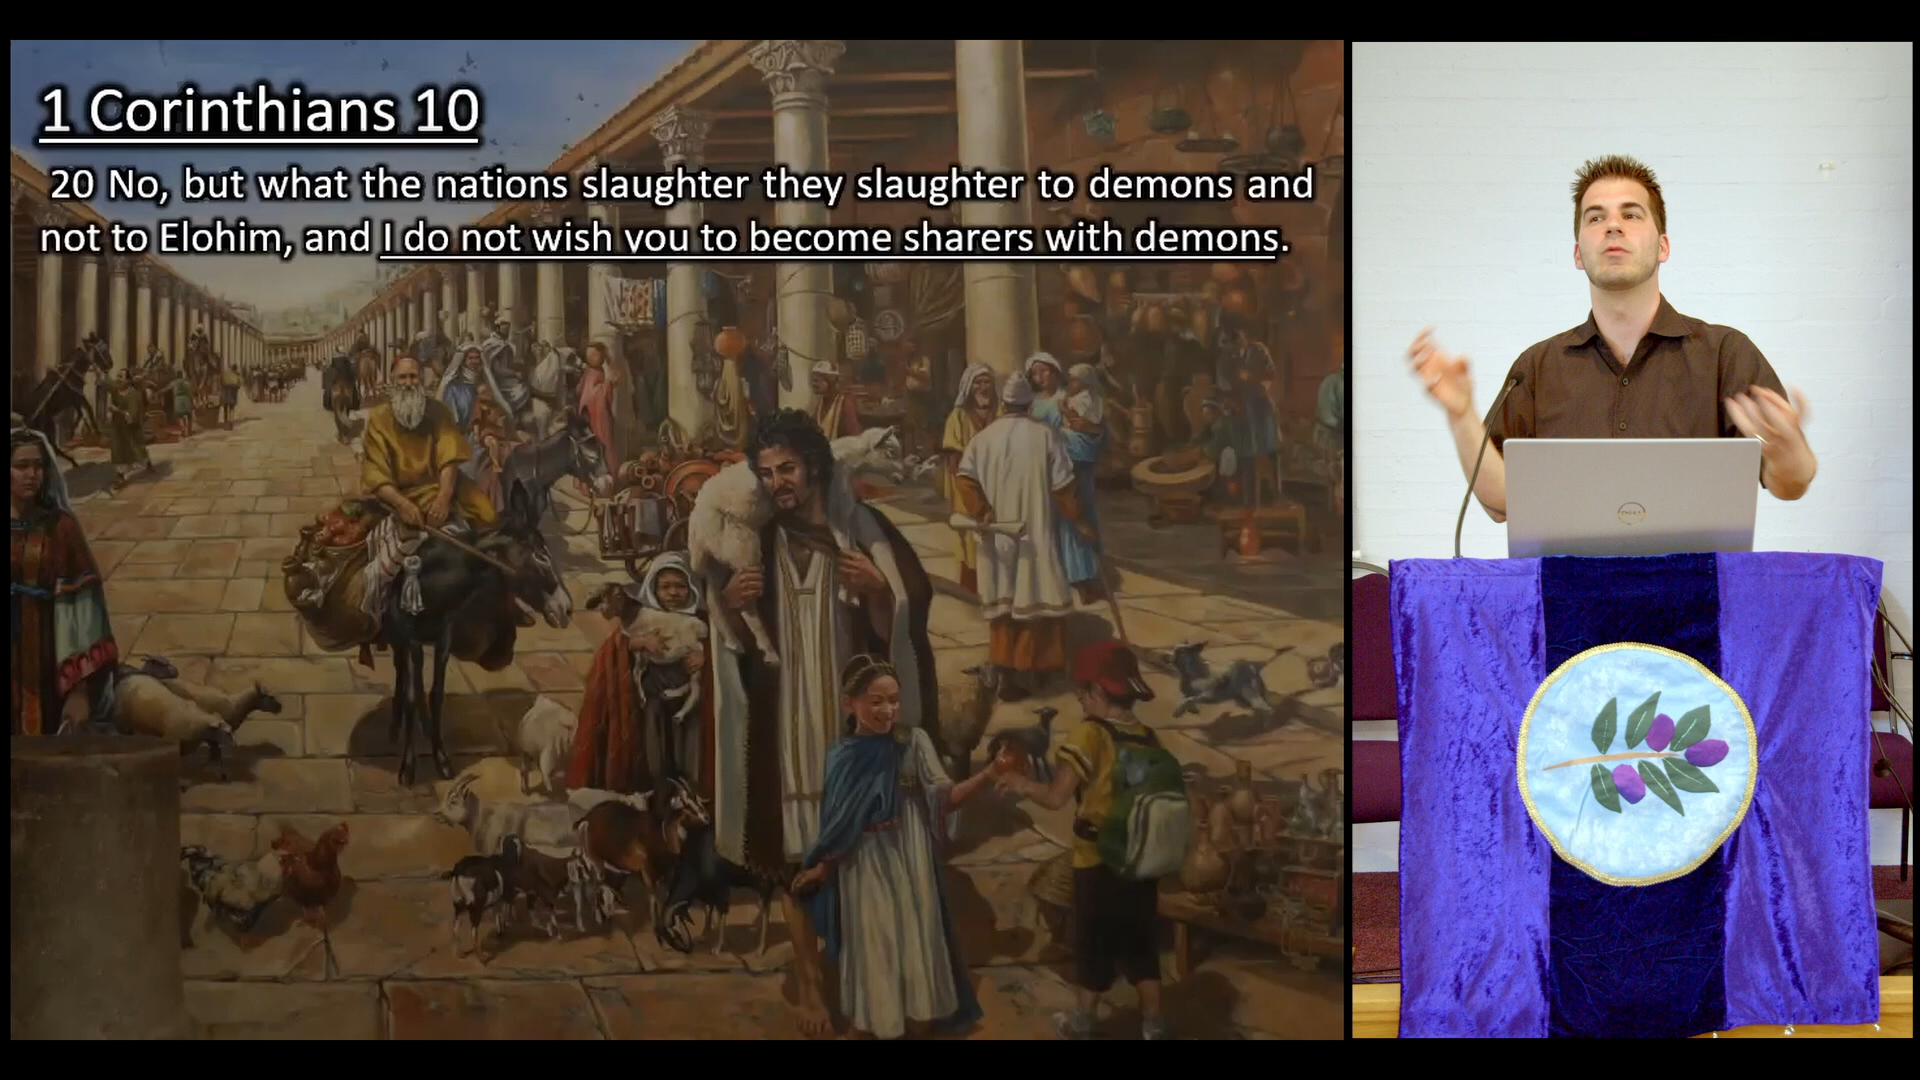 1 Corinthians 10
20 No, but what the nations slaughter they slaughter to demons and
not to Elohim, and I do not wish you to become sharers with demons.
DELL